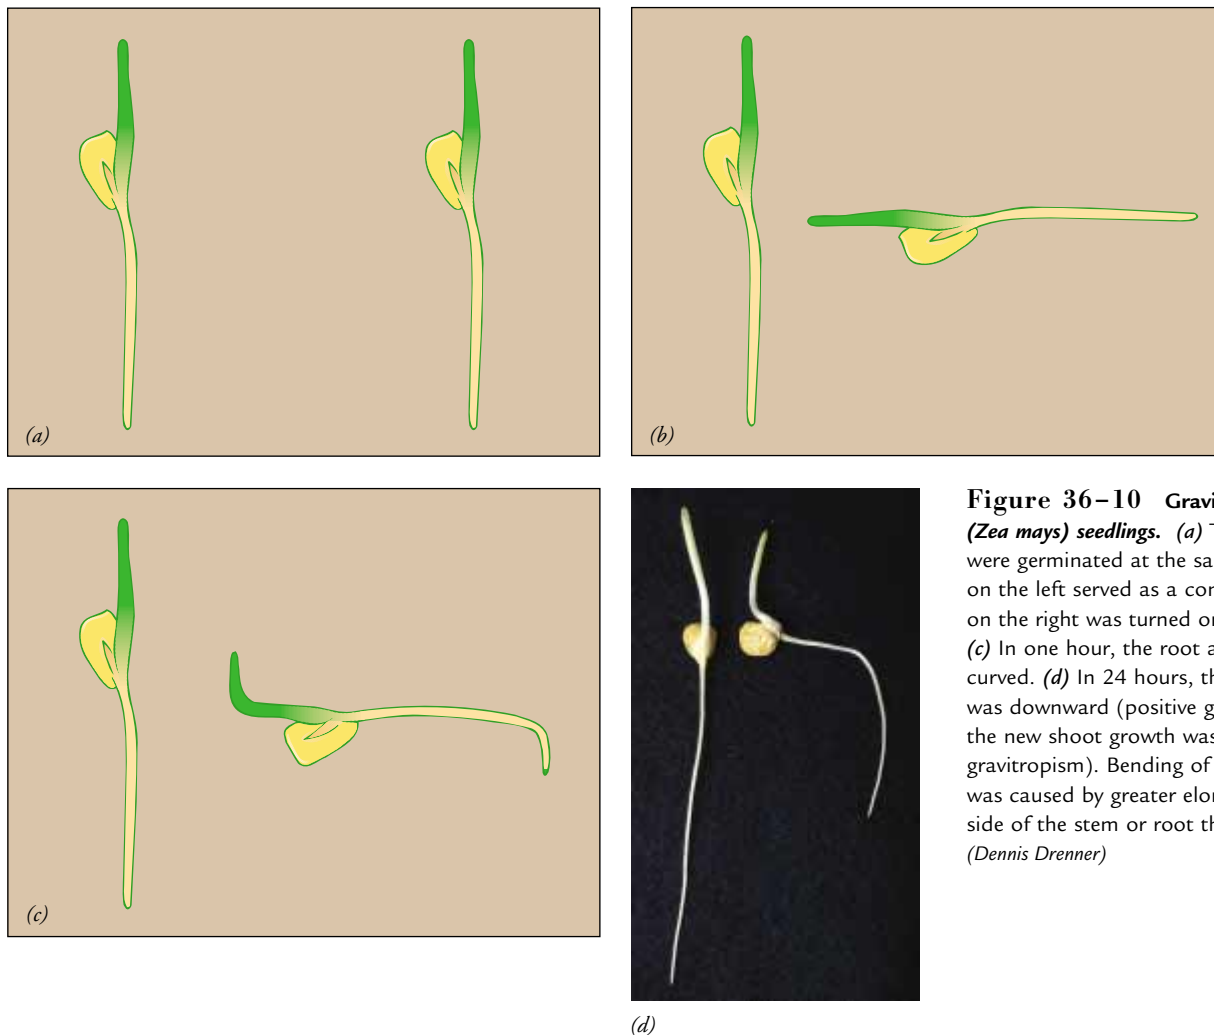 (a)
(b)
(c)
(d)
Figure 36–10 Gravi
(Zea mays) seedlings. (a) T
were germinated at the sa
on the left served as a con
on the right was turned on
(c) In one hour, the root a
curved. (d) In 24 hours, th
was downward (positive g
the new shoot growth was
gravitropism). Bending of
was caused by greater elon
side of the stem or root th
(Dennis Drenner)